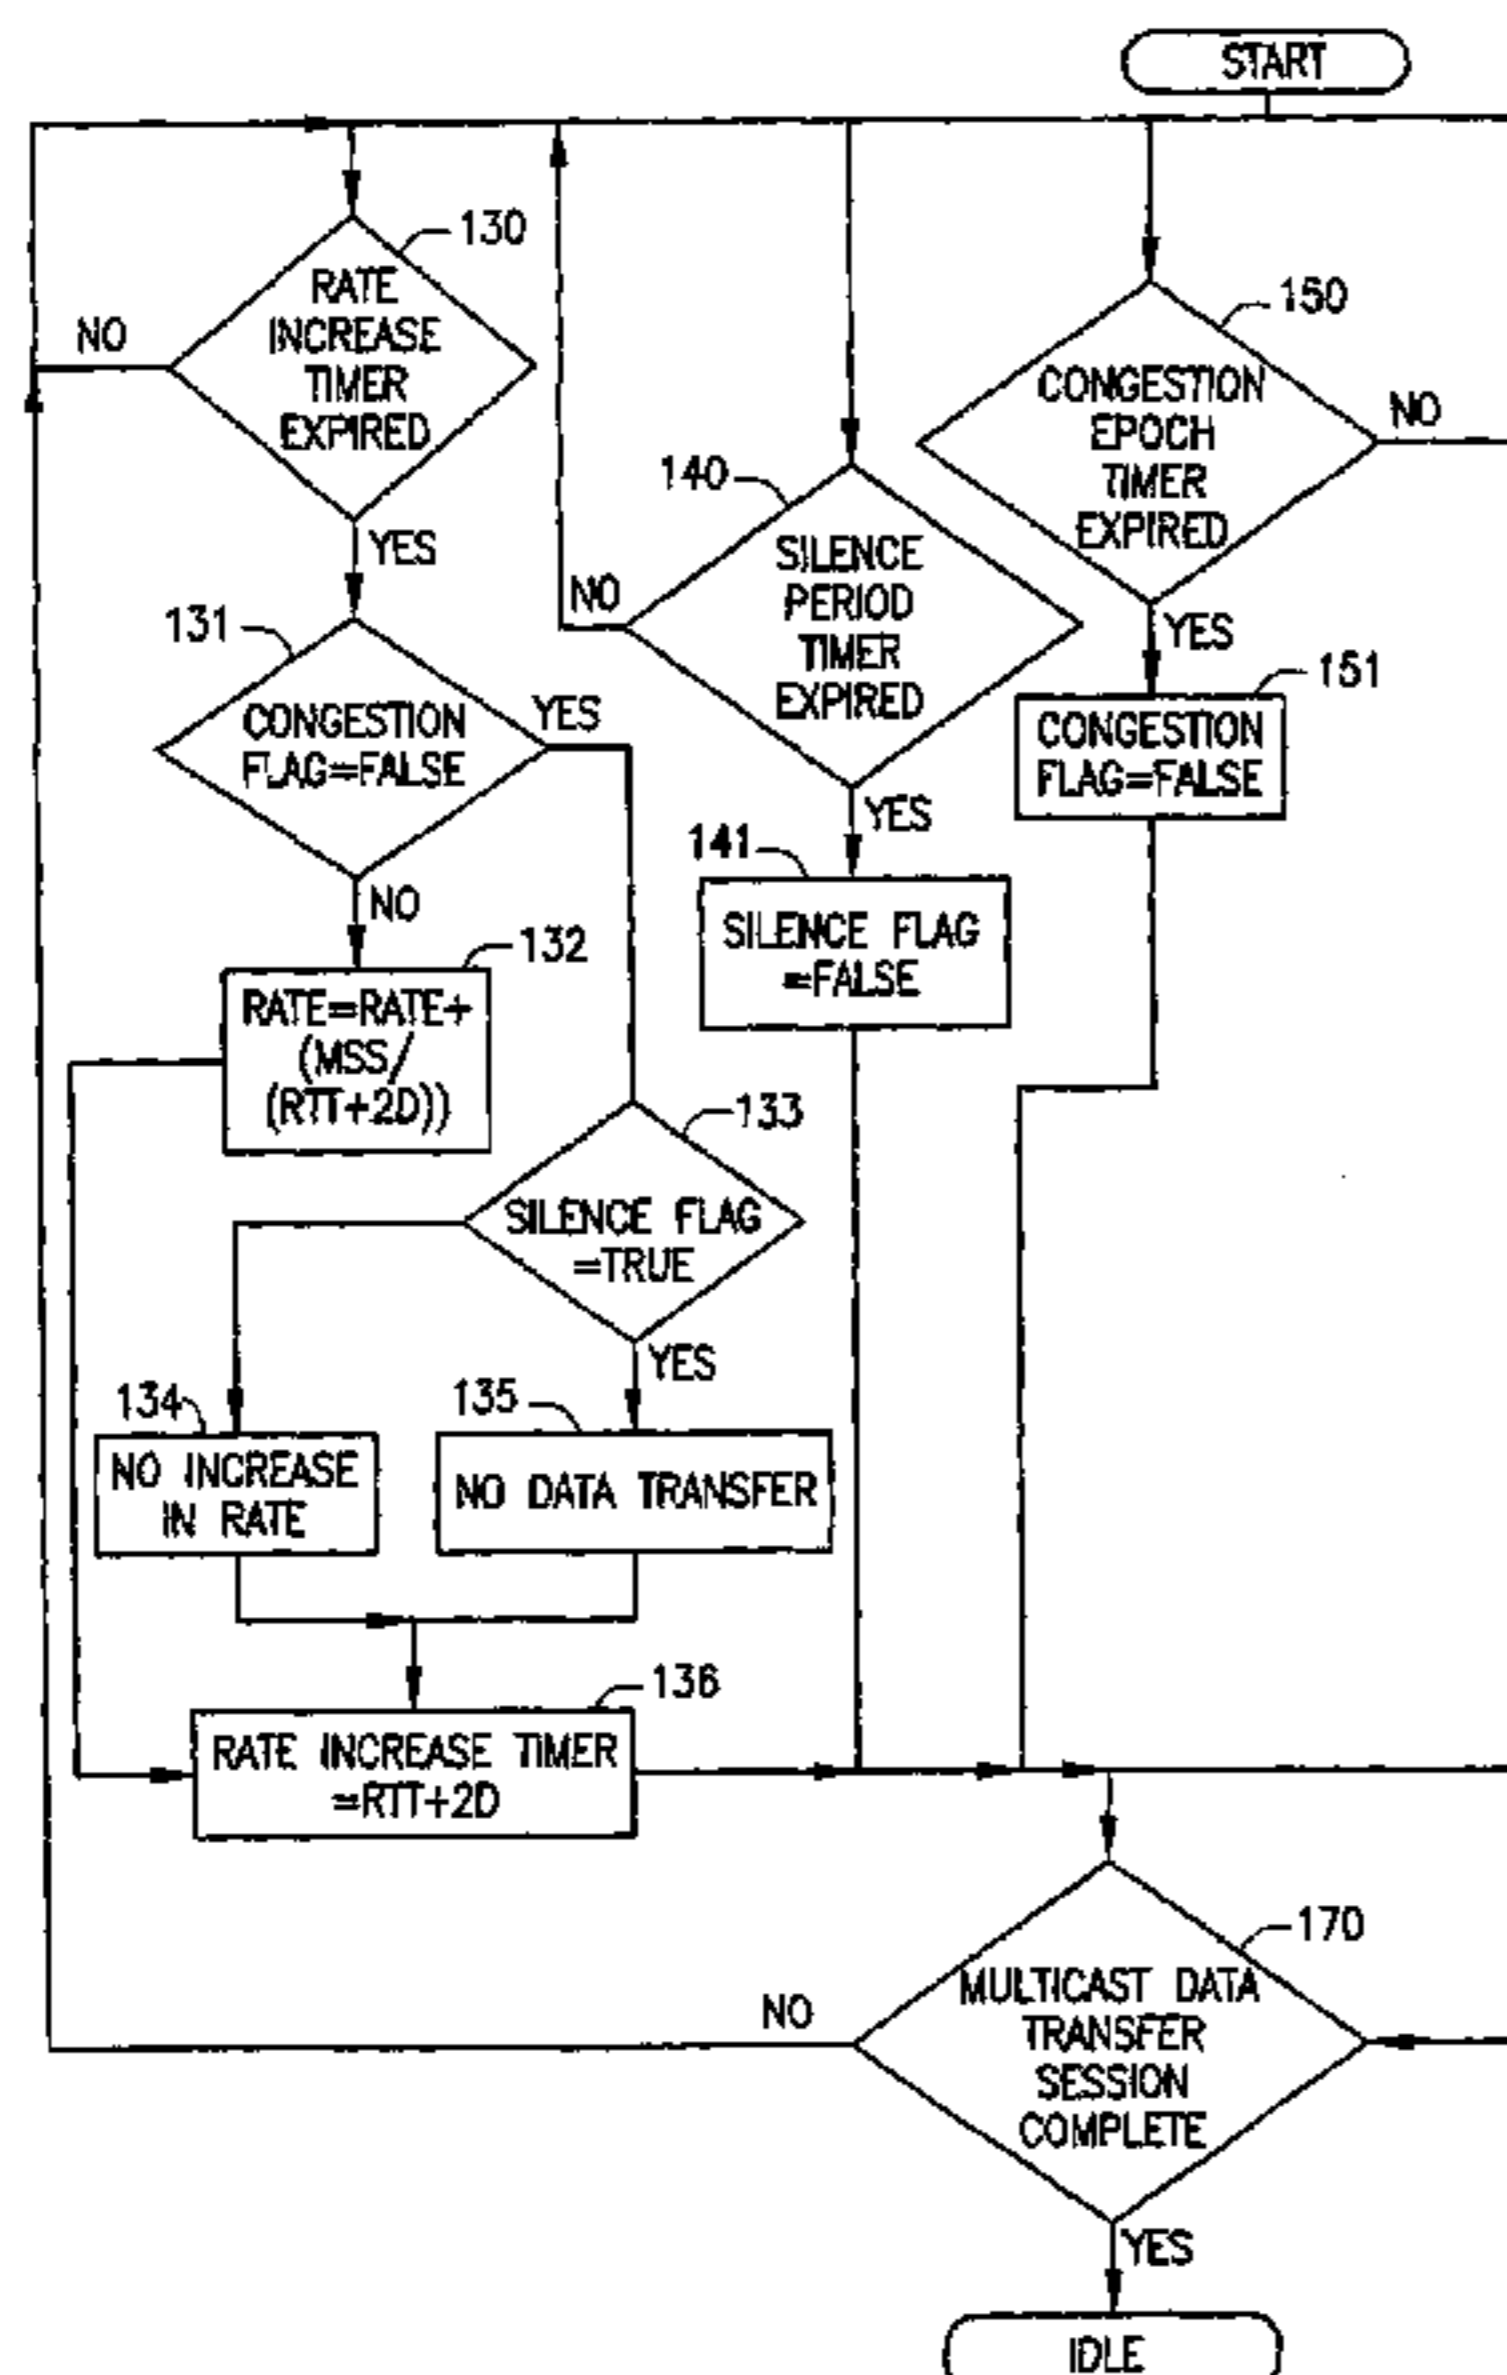 START
130
RATE
INCREASE
TIMER
EXPIRED
NO
YES
131
CONGESTION
FLAG=FALSE
YES
NO
132
RATE=RATE+
(MSS/
(RTT+2D))
133
SILENCE FLAG
=TRUE
YES
134
NO INCREASE
IN RATE
135
NO DATA TRANSFER
136
RATE INCREASE TIMER
=RTT+2D
140
SILENCE
PERIOD
TIMER
EXPIRED
NO
YES
141
SILENCE FLAG
=FALSE
150
CONGESTION
EPOCH
TIMER
EXPIRED
NO
YES
151
CONGESTION
FLAG=FALSE
170
MULTICAST DATA
TRANSFER
SESSION
COMPLETE
NO
YES
IDLE